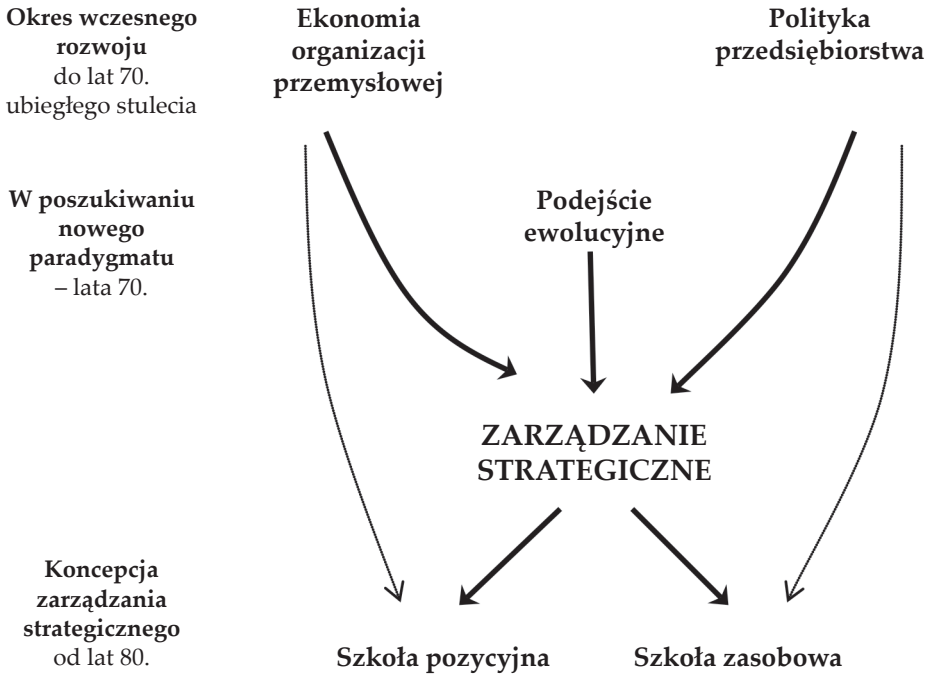 Okres wczesnego
rozwoju
do lat 70.
ubiegłego stulecia
Ekonomia
organizacji
przemysłowej
Polityka
przedsiębiorstwa
W poszukiwaniu
nowego
paradygmatu
– lata 70.
Podejście
ewolucyjne
ZARZĄDZANIE
STRATEGICZNE
Koncepcja
zarządzania
strategicznego
od lat 80.
Szkoła pozycyjna
Szkoła zasobowa